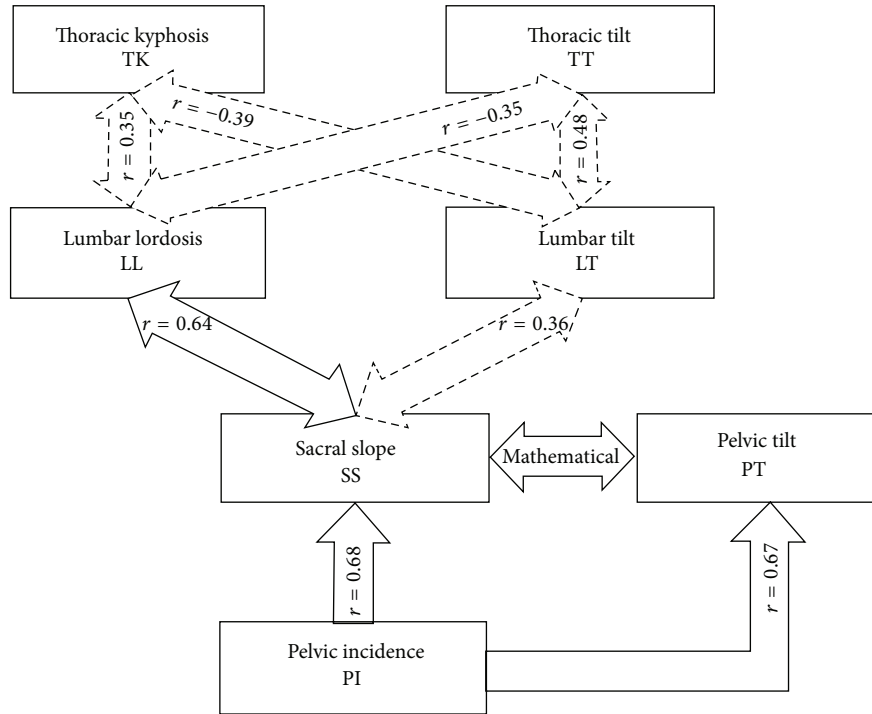 Thoracic kyphosis
TK
Thoracic tilt
TT
r = 0.35
r = −0.39
r = −0.35
r = 0.48
Lumbar lordosis
LL
Lumbar tilt
LT
r = 0.64
r = 0.36
Sacral slope
SS
Mathematical
Pelvic tilt
PT
r = 0.68
r = 0.67
Pelvic incidence
PI